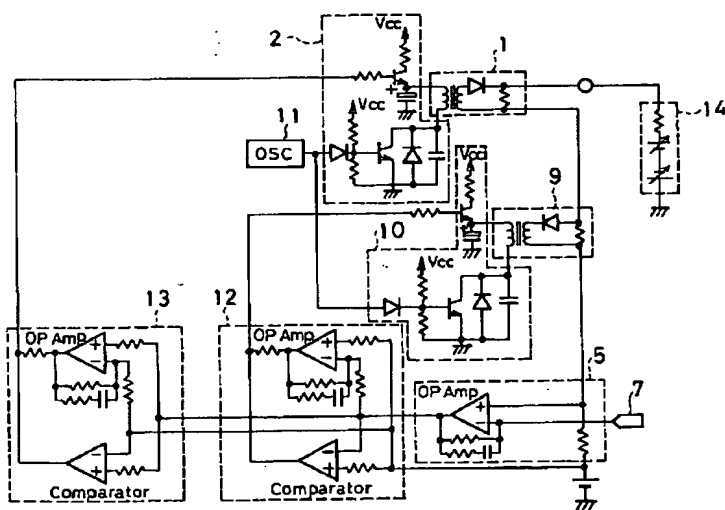 2
Vcc
1
11
Vcc
14
OSC
Vcc
9
10
Vcc
13
12
OP Amp
OP Amp
5
OP Amp
7
Comparator
Comparator
+
-
+
-
+
-
-
+
-
+
+